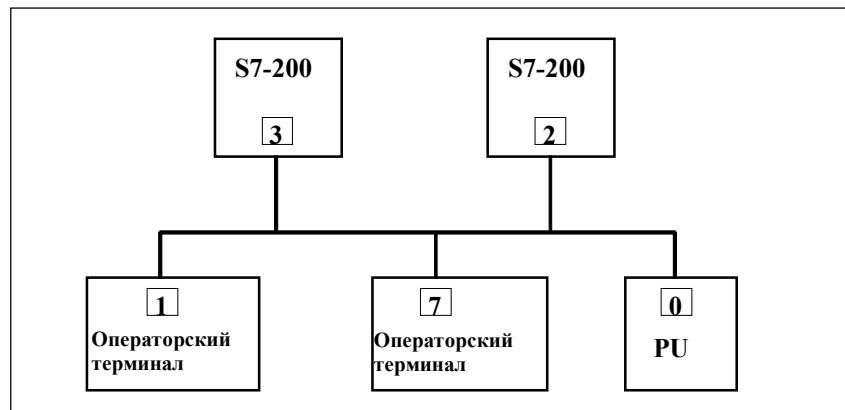 S7-200
3
S7-200
2
1
Операторский
терминал
7
Операторский
терминал
0
PU